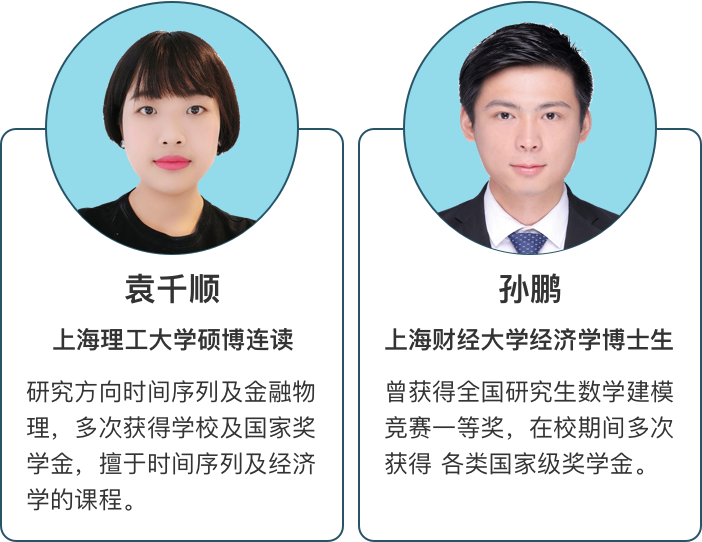 袁千顺
上海理工大学硕博连读
研究方向时间序列及金融物
理，多次获得学校及国家奖
学金，擅于时间序列及经济
学的课程。
孙鹏
上海财经大学经济学博士生
曾获得全国研究生数学建模
竞赛一等奖，在校期间多次
获得 各类国家级奖学金。